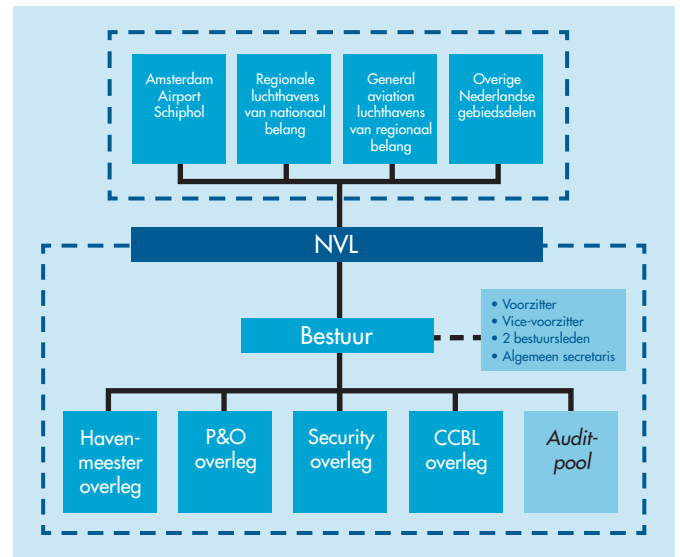 Amsterdam
Airport
Schiphol
Regionale
luchthavens
van nationaal
belang
General
aviation
luchthavens
van regionaal
belang
Overige
Nederlandse
gebiedsdelen
NVL
Bestuur
• Voorzitter
• Vice-voorzitter
• 2 bestuursleden
• Algemeen secretaris
Haven-
meester
overleg
P&O
overleg
Security
overleg
CCBL
overleg
Audit-
pool